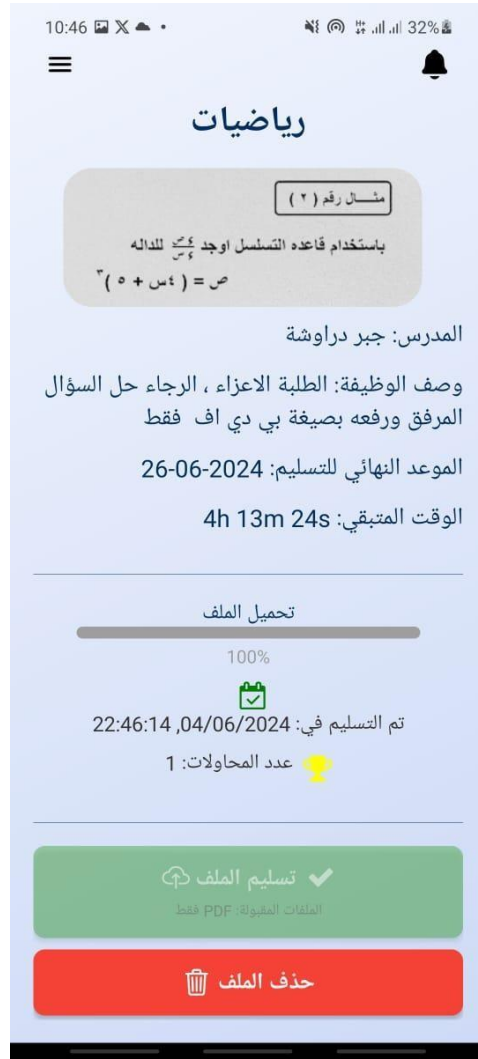 10:46
32%
رياضيات
مثـــال رقم ( ٢ )
باستخدام قاعده التسلسل اوجد ءص/ءس للداله
ص = ( ٤س + ٥ )^٣
المدرس: جبر دراوشة
وصف الوظيفة: الطلبة الاعزاء ، الرجاء حل السؤال
المرفق ورفعه بصيغة بي دي اف فقط
الموعد النهائي للتسليم: 2024-06-26
الوقت المتبقي: 4h 13m 24s
تحميل الملف
100%
تم التسليم في: 04/06/2024, 22:46:14
عدد المحاولات: 1
تسليم الملف
الملفات المقبولة: PDF فقط
حذف الملف